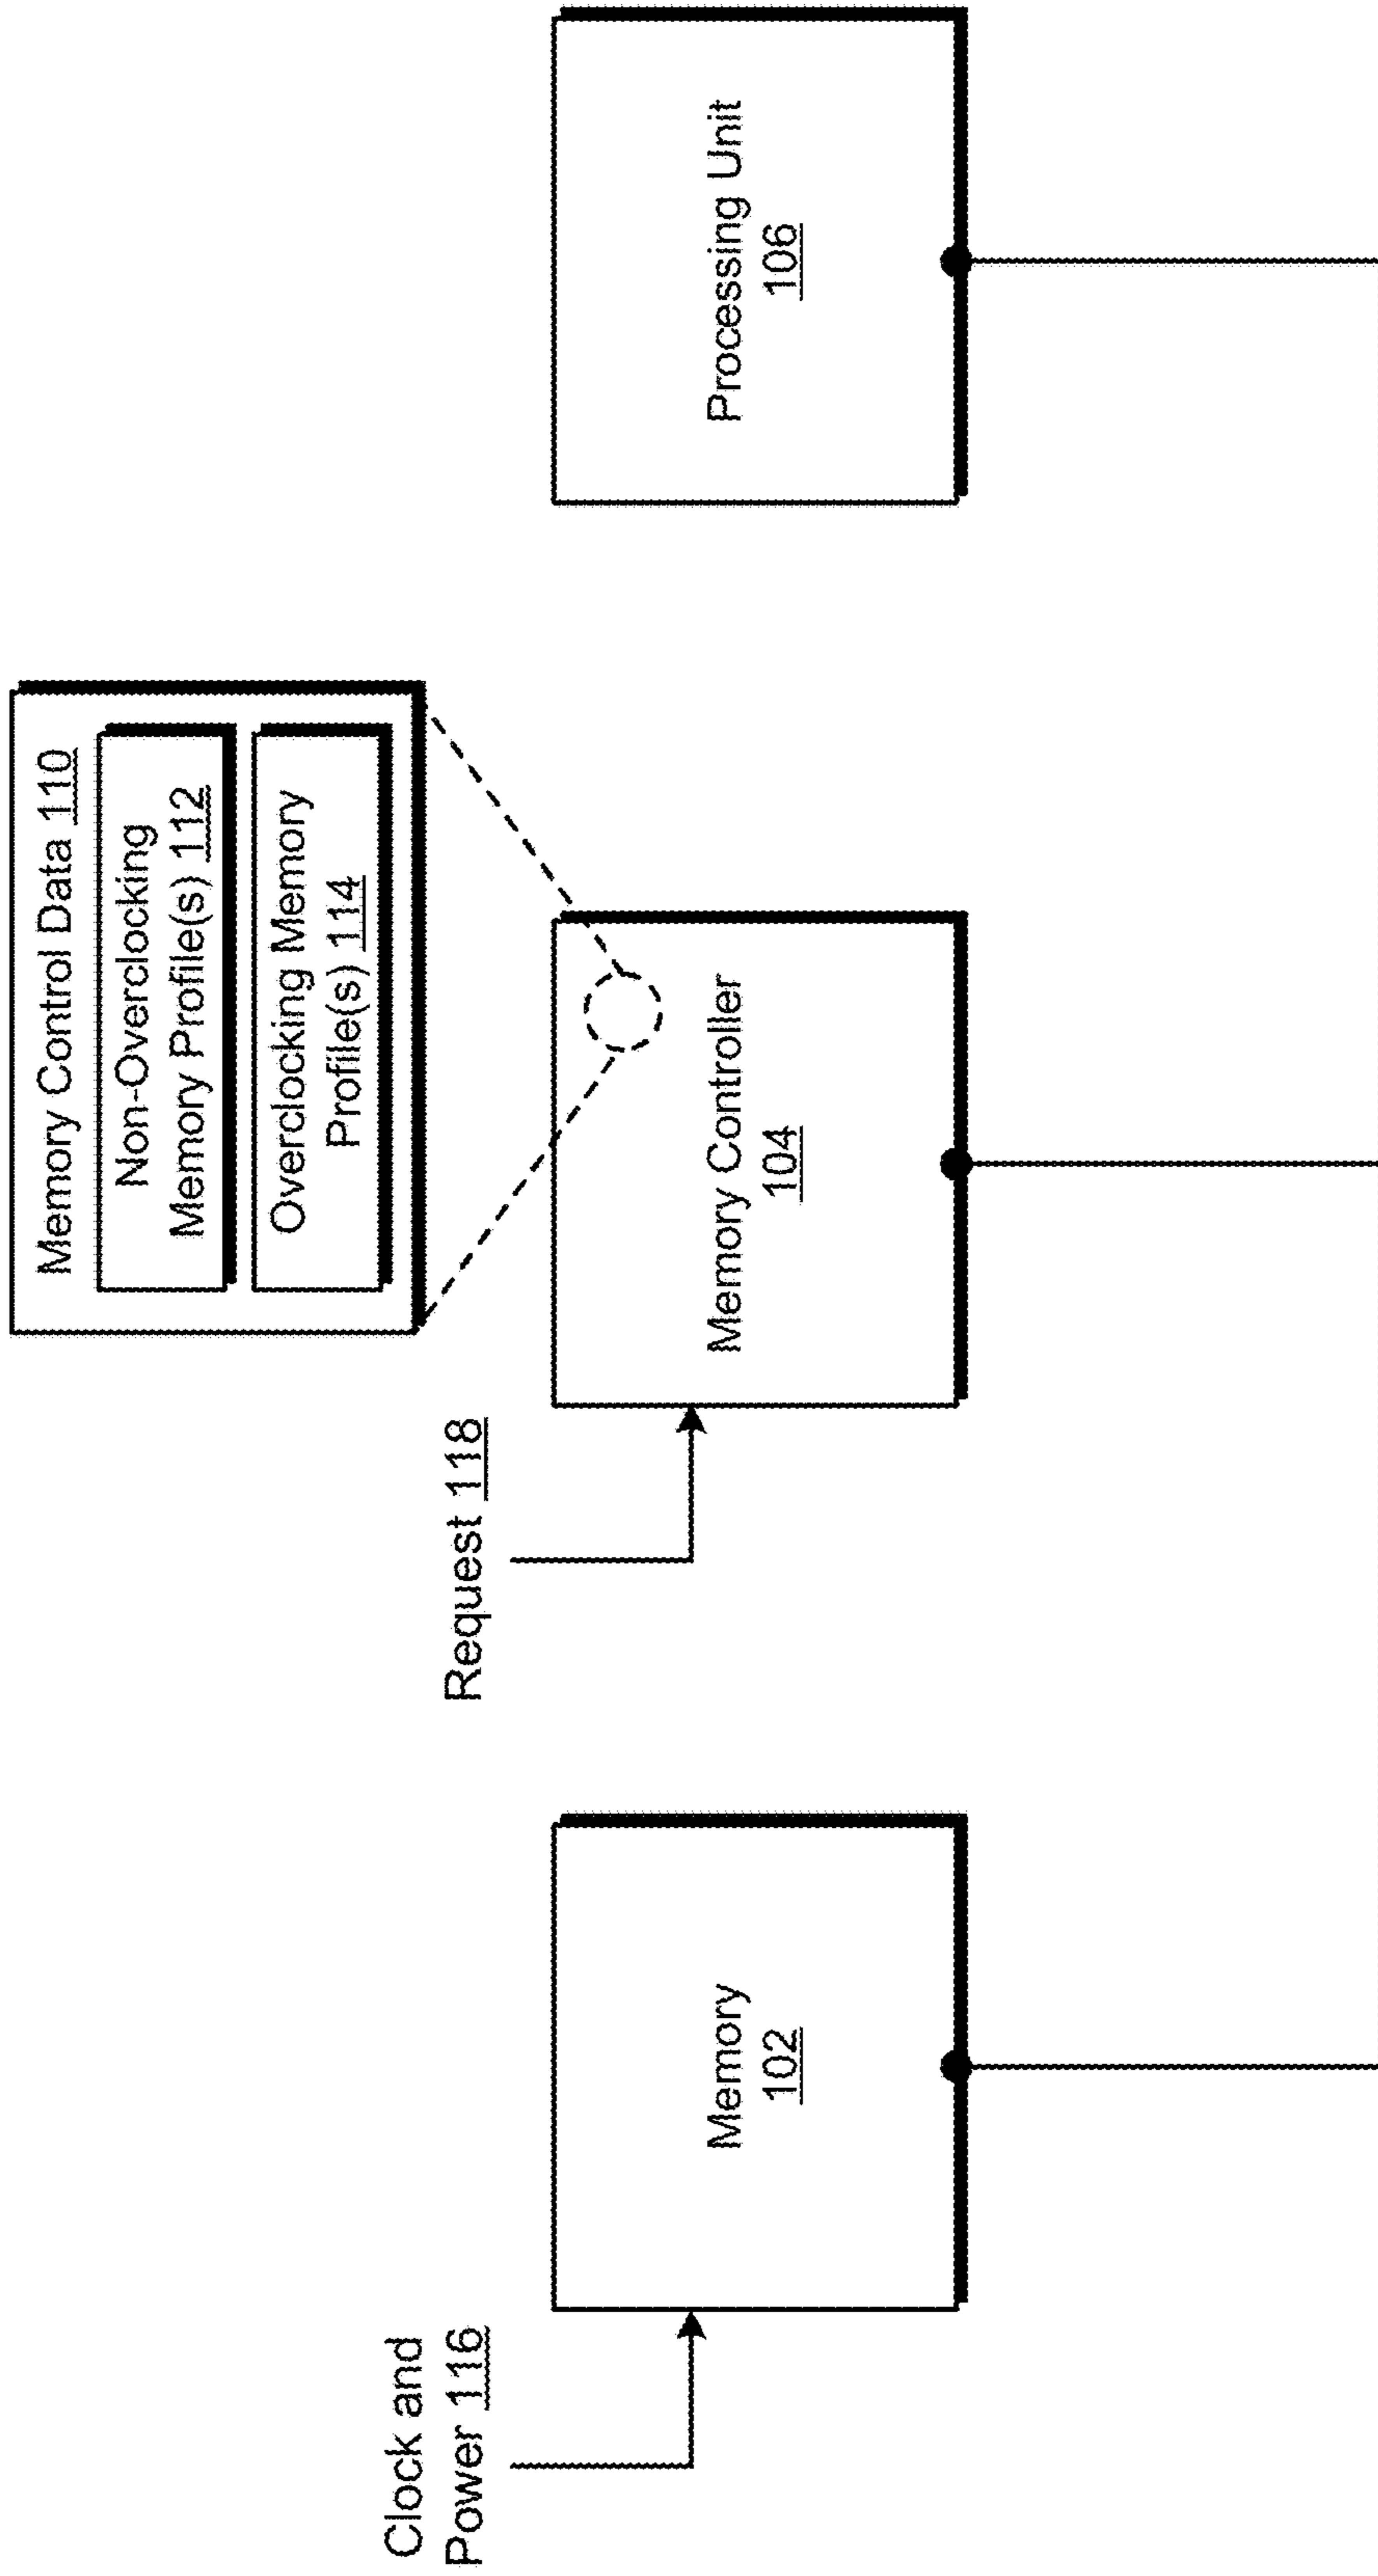 Memory Control Data 110
Non-Overclocking
Memory Profile(s) 112
Overclocking Memory
Profile(s) 114
Clock and
Power 116
Request 118
Memory
102
Memory Controller
104
Processing Unit
106